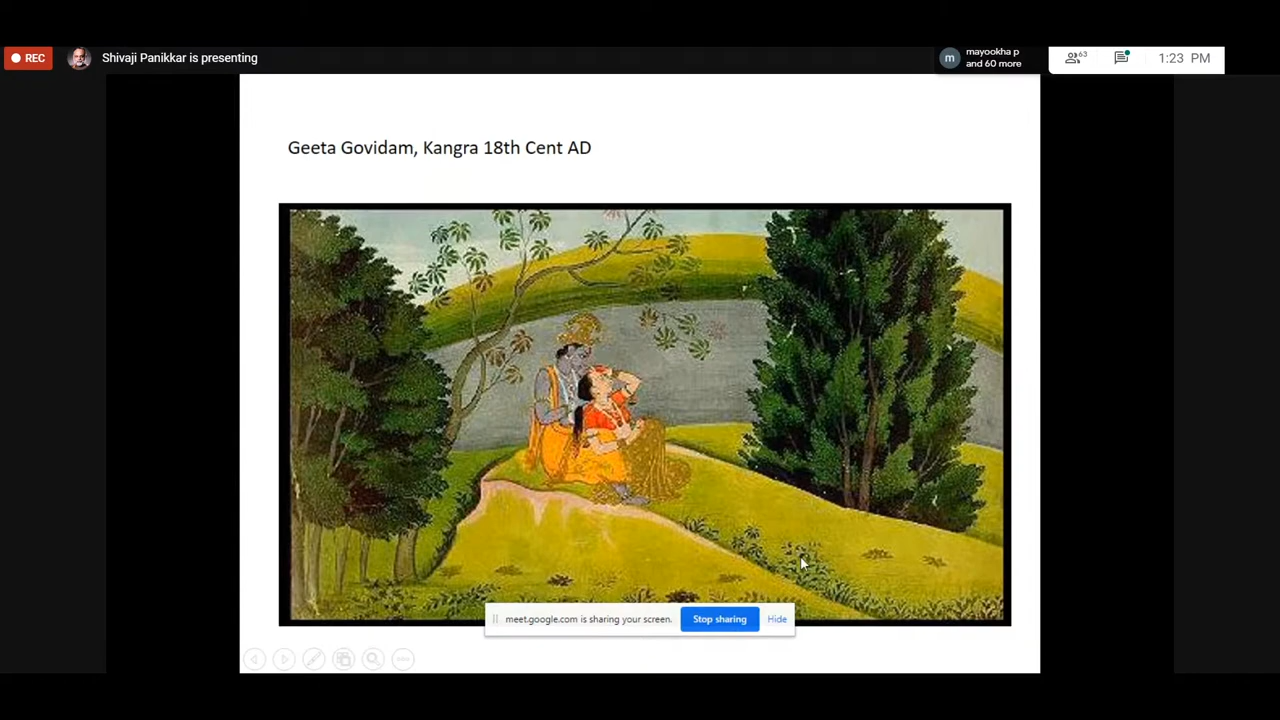 REC
Shivaji Panikkar is presenting
m
mayookha p
and 60 more
63
1:23 PM
Geeta Govidam, Kangra 18th Cent AD
meet.google.com is sharing your screen.
Stop sharing
Hide